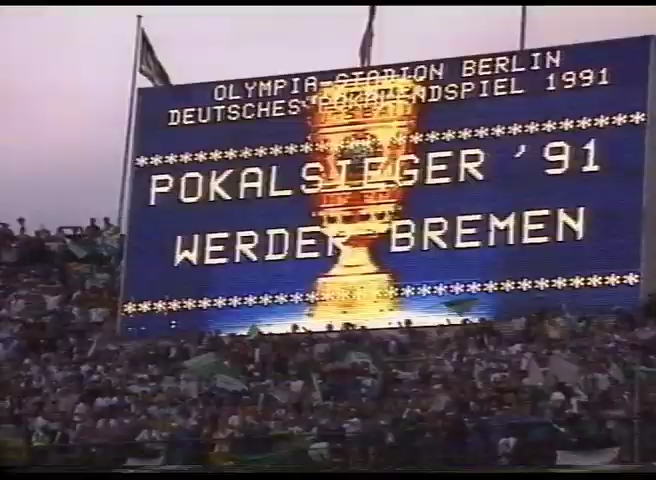 OLYMPIA-STADION BERLIN
DEUTSCHES POKALENDSPIEL 1991
***********************************
POKALSIEGER '91
WERDER BREMEN
***********************************